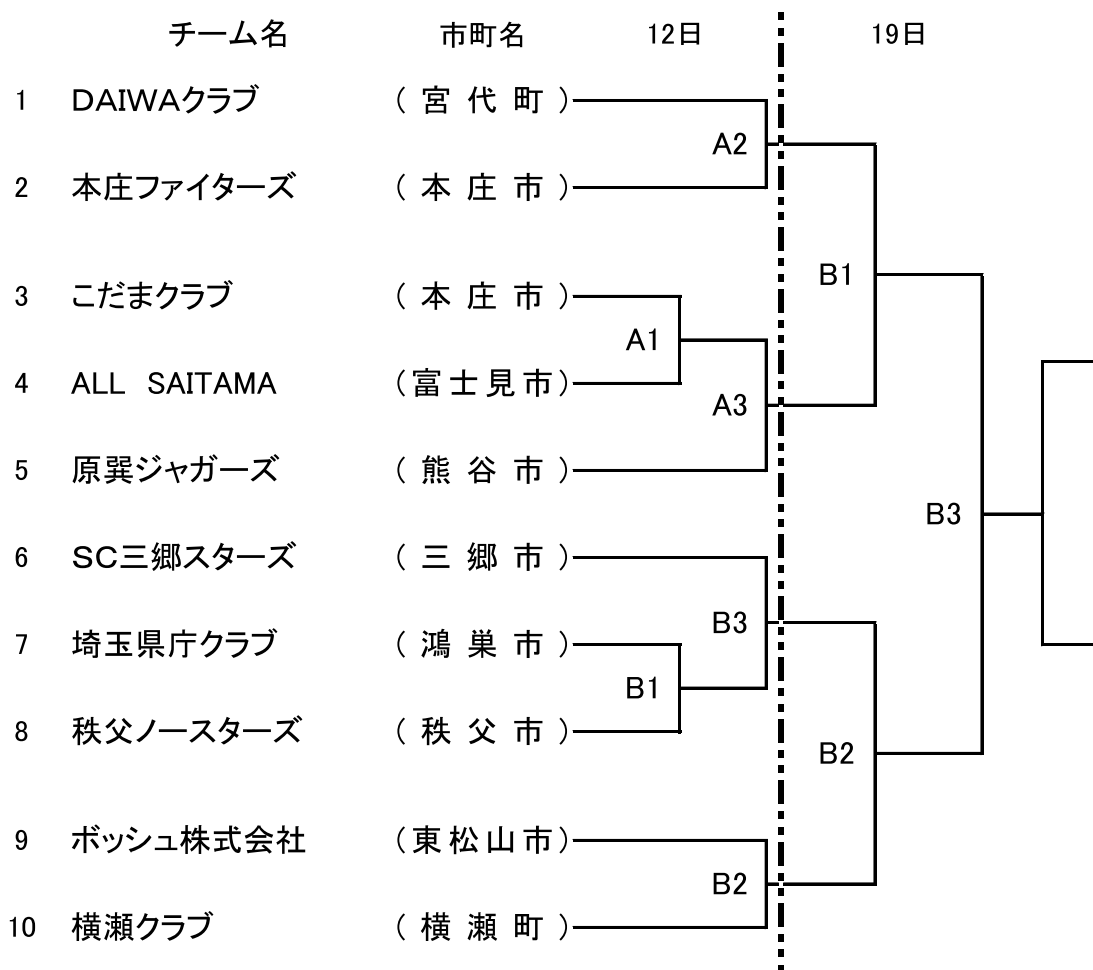 チーム名 市町名 12日 19日
1 DAIWAクラブ (宮代町)
A2
2 本庄ファイターズ (本庄市)
B1
3 こだまクラブ (本庄市)
A1
4 ALL SAITAMA (富士見市)
A3
5 原巽ジャガーズ (熊谷市)
B3
6 SC三郷スターズ (三郷市)
B3
7 埼玉県庁クラブ (鴻巣市)
B1
8 秩父ノースターズ (秩父市)
B2
9 ボッシュ株式会社 (東松山市)
B2
10 横瀬クラブ (横瀬町)